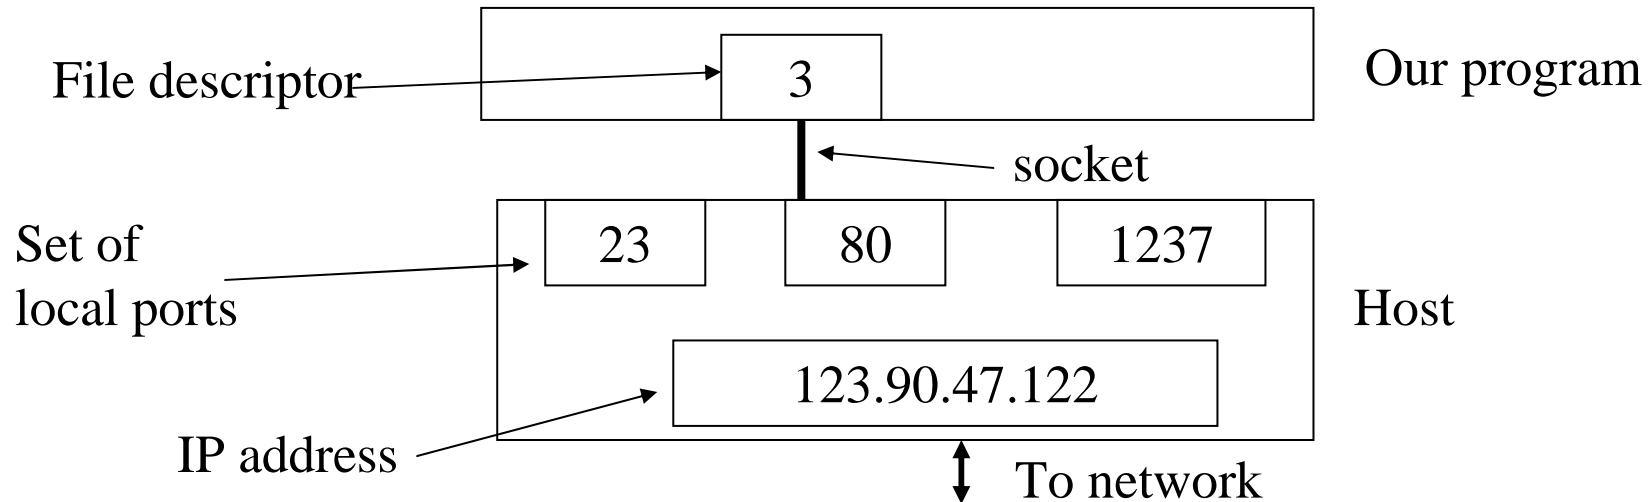 File descriptor
3
Our program
socket
Set of
local ports
23
80
1237
Host
123.90.47.122
IP address
To network